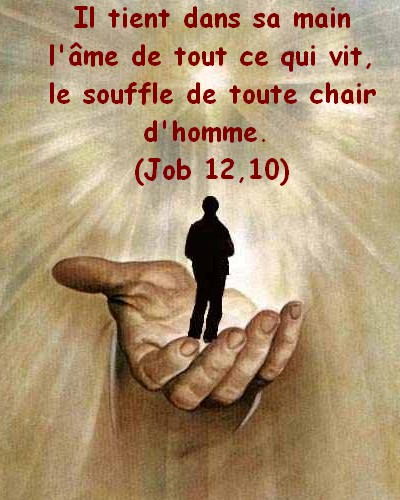 Il tient dans sa main
l'âme de tout ce qui vit,
le souffle de toute chair
d'homme.
(Job 12,10)